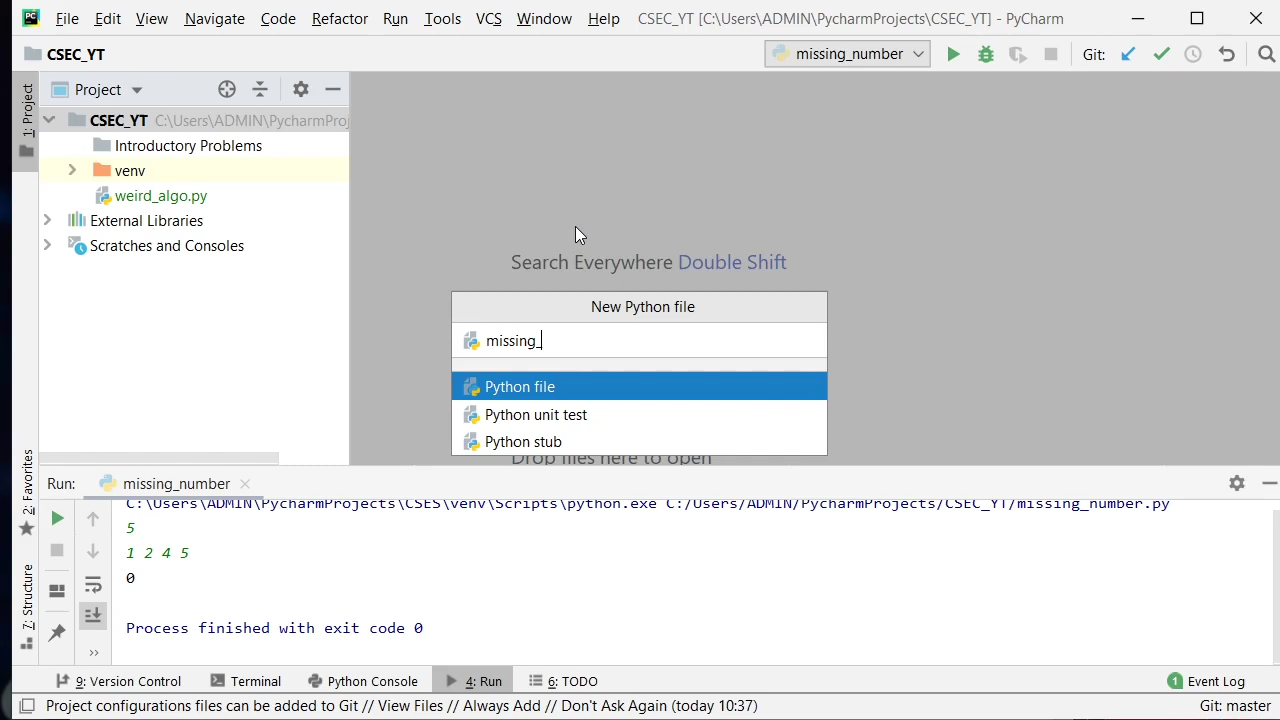 File Edit View Navigate Code Refactor Run Tools VCS Window Help CSEC_YT [C:\Users\ADMIN\PycharmProjects\CSEC_YT] - PyCharm
CSEC_YT missing_number Git:
1: Project
Project
CSEC_YT C:\Users\ADMIN\PycharmProj
Introductory Problems
venv
weird_algo.py
External Libraries
Scratches and Consoles
Search Everywhere Double Shift
New Python file
missing_
Python file
Python unit test
Python stub
Drop files here to open
2: Favorites
7: Structure
Run: missing_number
C:\Users\ADMIN\PycharmProjects\CSES\venv\Scripts\python.exe C:/Users/ADMIN/PycharmProjects/CSEC_YT/missing_number.py
5
1 2 4 5
0
Process finished with exit code 0
9: Version Control Terminal Python Console 4: Run 6: TODO 1 Event Log
Project configurations files can be added to Git // View Files // Always Add // Don't Ask Again (today 10:37) Git: master